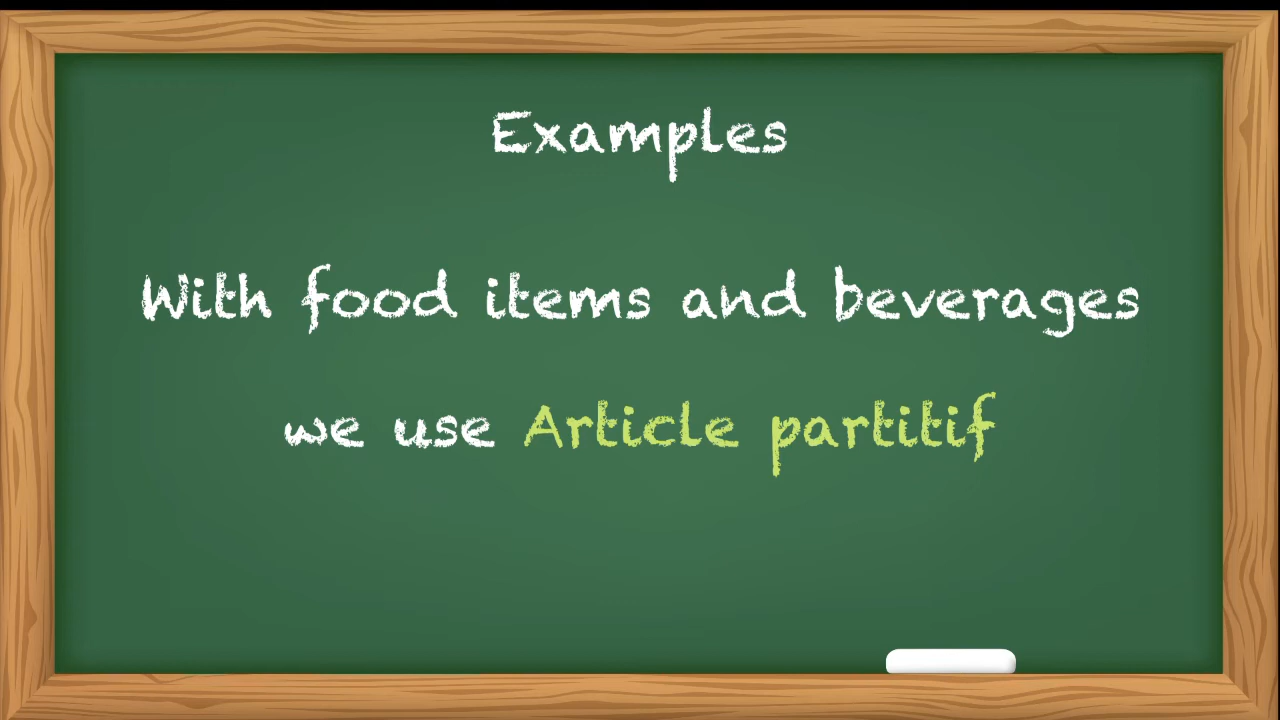 Examples
With food items and beverages
we use Article partitif